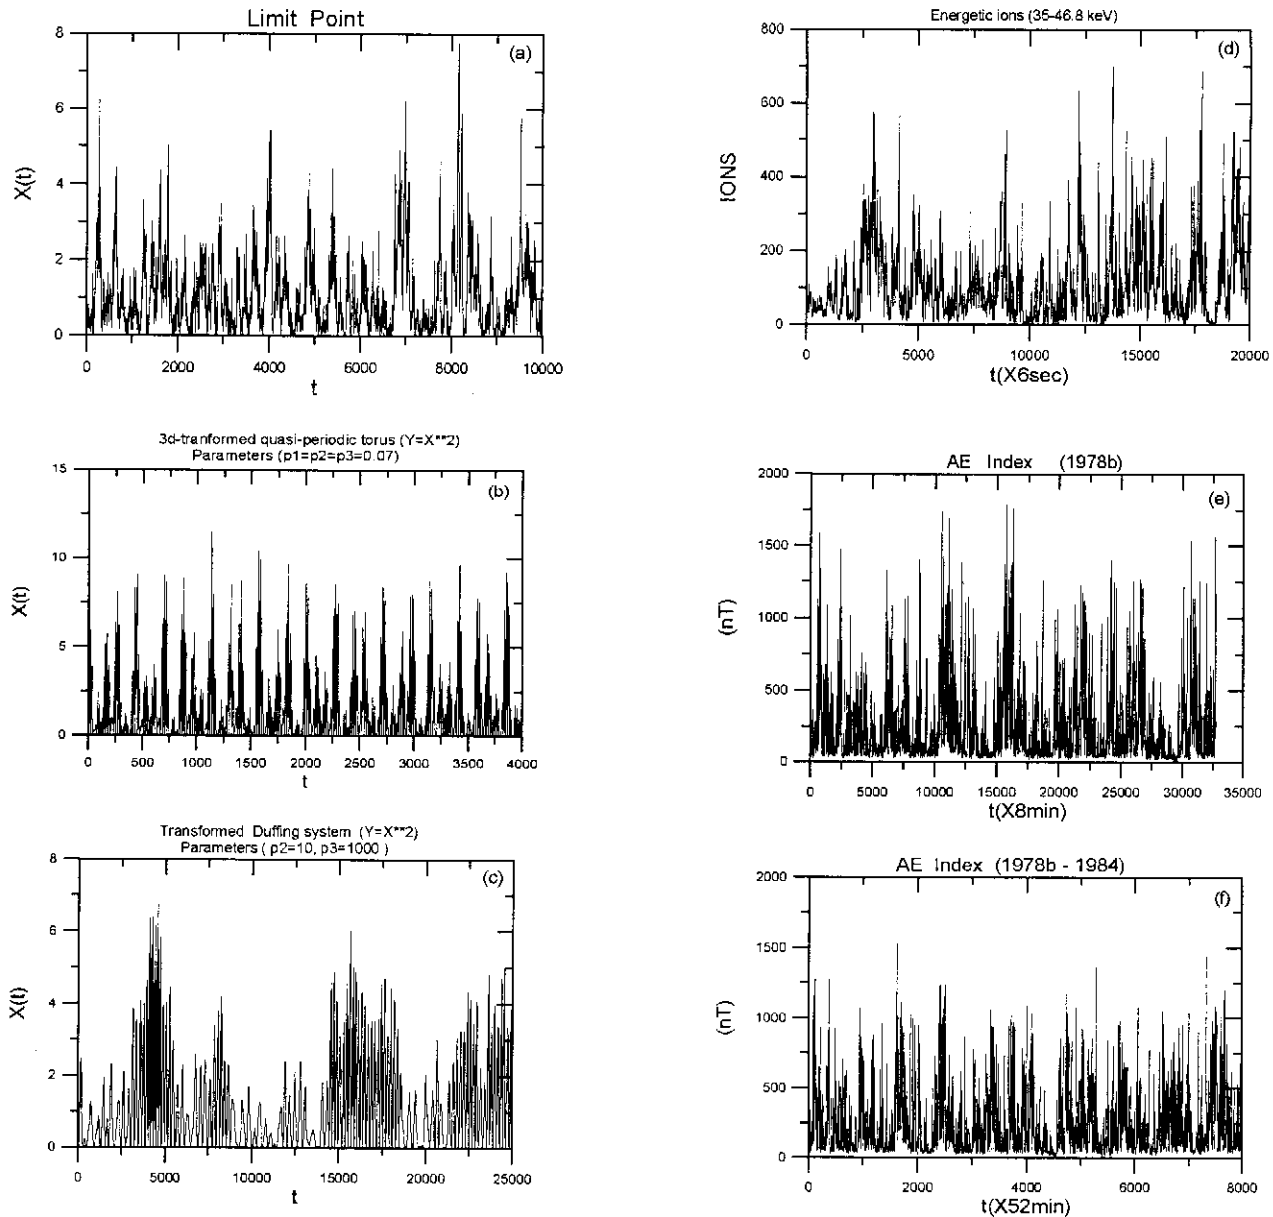 Limit Point
(a)
8
6
4
2
0
X(t)
0 2000 4000 6000 8000 10000
t
3d-tranformed quasi-periodic torus (Y=X**2)
Parameters (p1=p2=p3=0.07)
(b)
15
10
5
0
X(t)
0 500 1000 1500 2000 2500 3000 3500 4000
t
Transformed Duffing system (Y=X**2)
Parameters ( p2=10, p3=1000 )
(c)
8
6
4
2
0
X(t)
0 5000 10000 15000 20000 25000
t
Energetic ions (35-46.8 keV)
(d)
800
600
400
200
0
IONS
0 5000 10000 15000 20000
t(X6sec)
AE Index (1978b)
(e)
2000
1500
1000
500
0
(nT)
0 5000 10000 15000 20000 25000 30000 35000
t(X8min)
AE Index (1978b - 1984)
(f)
2000
1500
1000
500
0
(nT)
0 2000 4000 6000 8000
t(X52min)